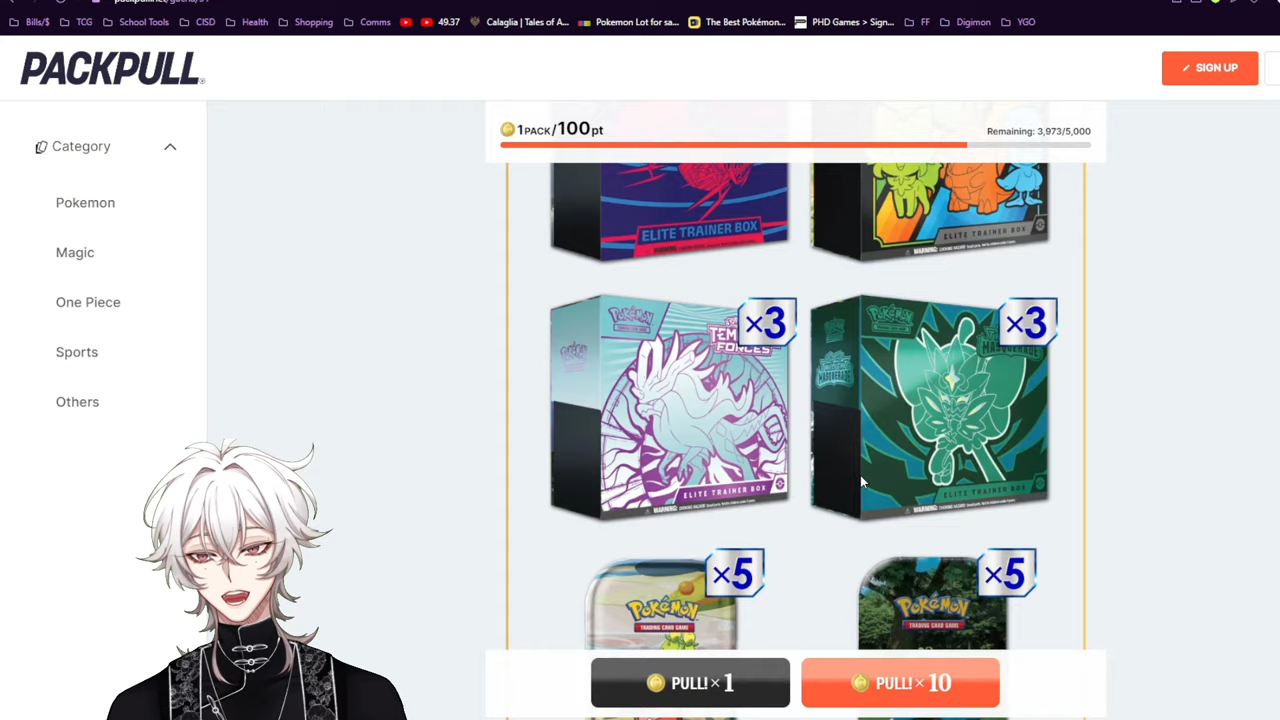 Bills/$ TCG School Tools CISD Health Shopping Comms 49.37 Calaglia | Tales of A... Pokemon Lot for sa... The Best Pokémon... PHD Games > Sign... FF Digimon YGO
PACKPULL
SIGN UP
Category
Pokemon
Magic
One Piece
Sports
Others
1PACK/100pt
Remaining: 3,973/5,000
ELITE TRAINER BOX
ELITE TRAINER BOX
×3
×3
POKÉMON
FORCES
MASQUERADE
ELITE TRAINER BOX
ELITE TRAINER BOX
×5
×5
POKÉMON
TRADING CARD GAME
POKÉMON
TRADING CARD GAME
PULL!×1
PULL!×10